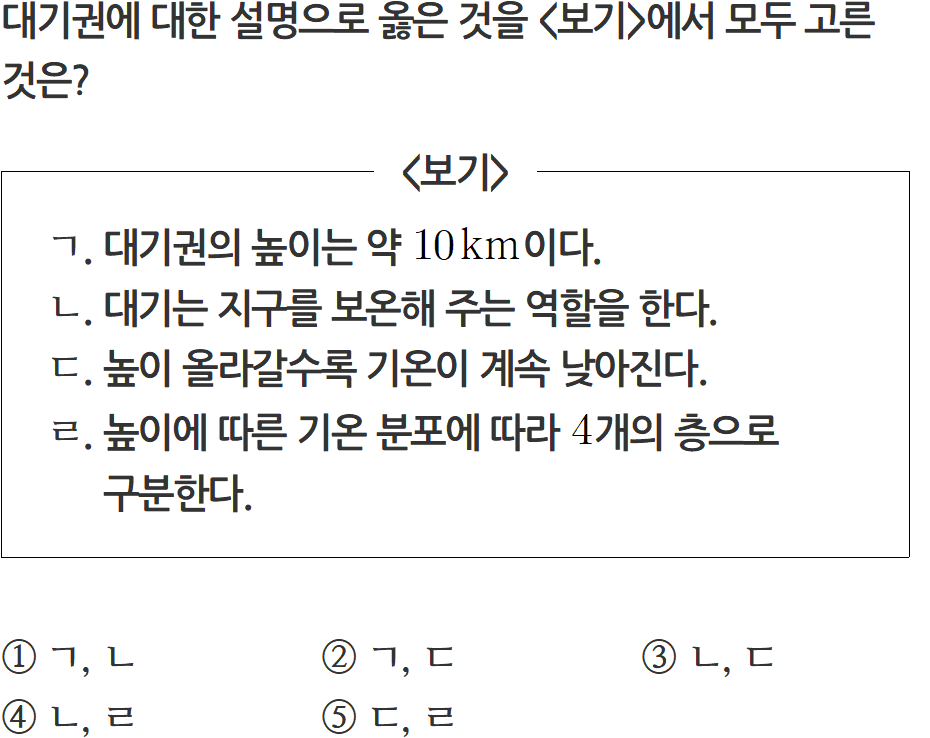 대기권에 대한 설명으로 옳은 것을 <보기>에서 모두 고른
것은?
<보기>
ㄱ. 대기권의 높이는 약 10 km이다.
ㄴ. 대기는 지구를 보온해 주는 역할을 한다.
ㄷ. 높이 올라갈수록 기온이 계속 낮아진다.
ㄹ. 높이에 따른 기온 분포에 따라 4개의 층으로
구분한다.
① ㄱ, ㄴ ② ㄱ, ㄷ ③ ㄴ, ㄷ
④ ㄴ, ㄹ ⑤ ㄷ, ㄹ